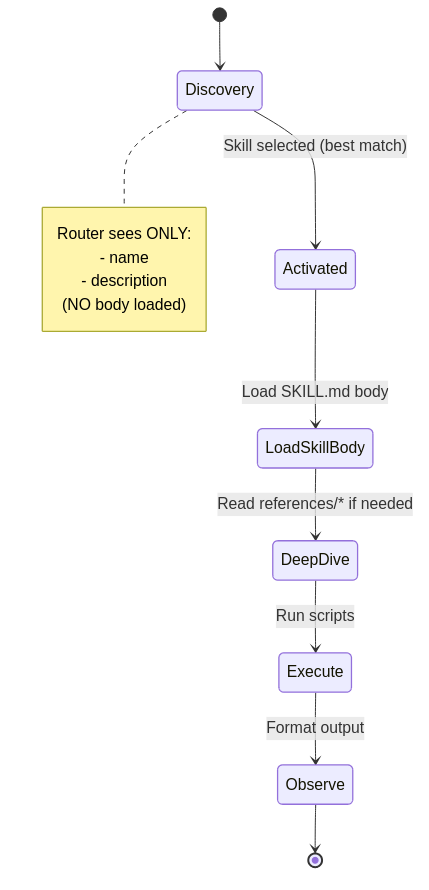 Discovery
Skill selected (best match)
Router sees ONLY:
- name
- description
(NO body loaded)
Activated
Load SKILL.md body
LoadSkillBody
Read references/* if needed
DeepDive
Run scripts
Execute
Format output
Observe